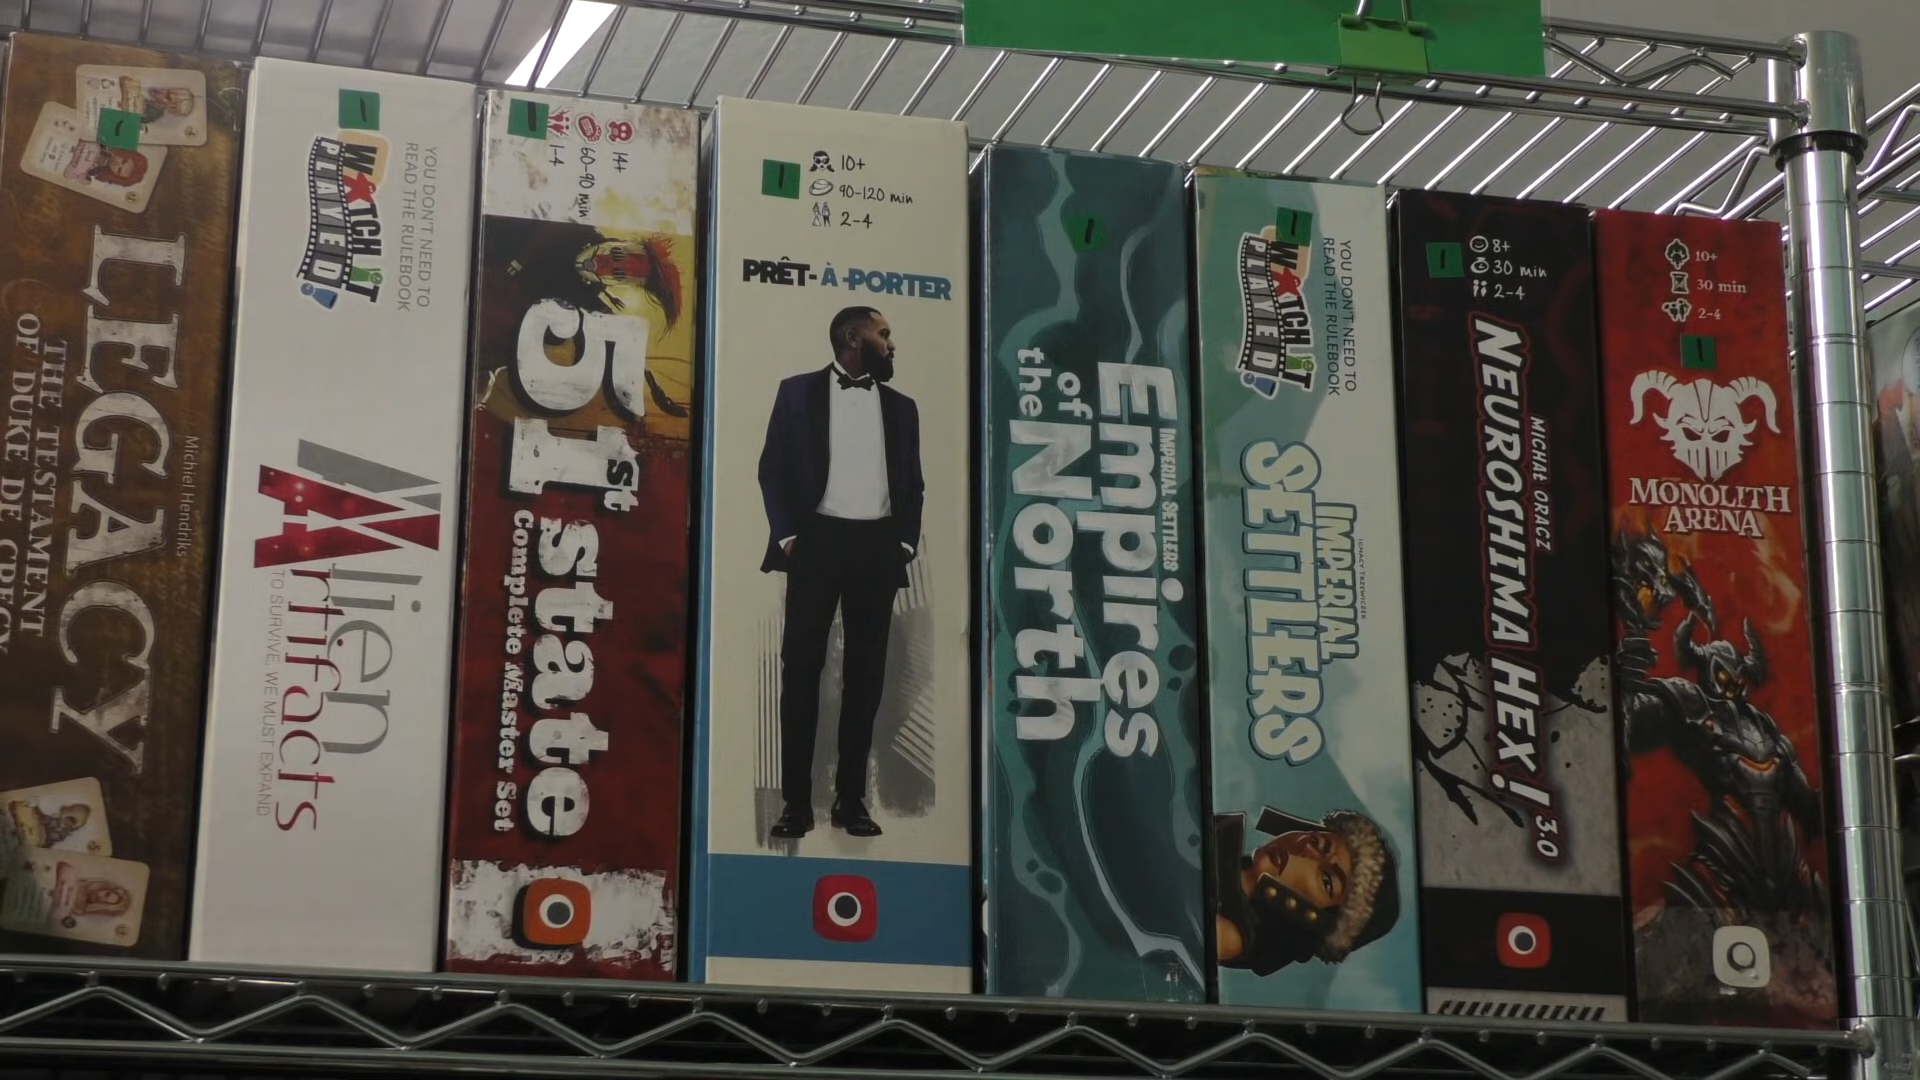 LEGACY
THE TESTAMENT
OF DUKE DE CRECY
Michiel Hendriks
WATCH IT
PLAYED!
YOU DON'T NEED TO
READ THE RULEBOOK
Alien
Artifacts
TO SURVIVE, WE MUST EXPAND
14+
60-90 min
1-4
51st state
Complete Master Set
10+
90-120 min
2-4
PRÊT-À-PORTER
IMPERIAL SETTLERS
Empires
of
the North
WATCH IT
PLAYED!
YOU DON'T NEED TO
READ THE RULEBOOK
IGNACY TRZEWICZEK
IMPERIAL
SETTLERS
8+
30 min
2-4
MICHAŁ ORACZ
NEUROSHIMA HEX! 3.0
10+
30 min
2-4
MONOLITH
ARENA